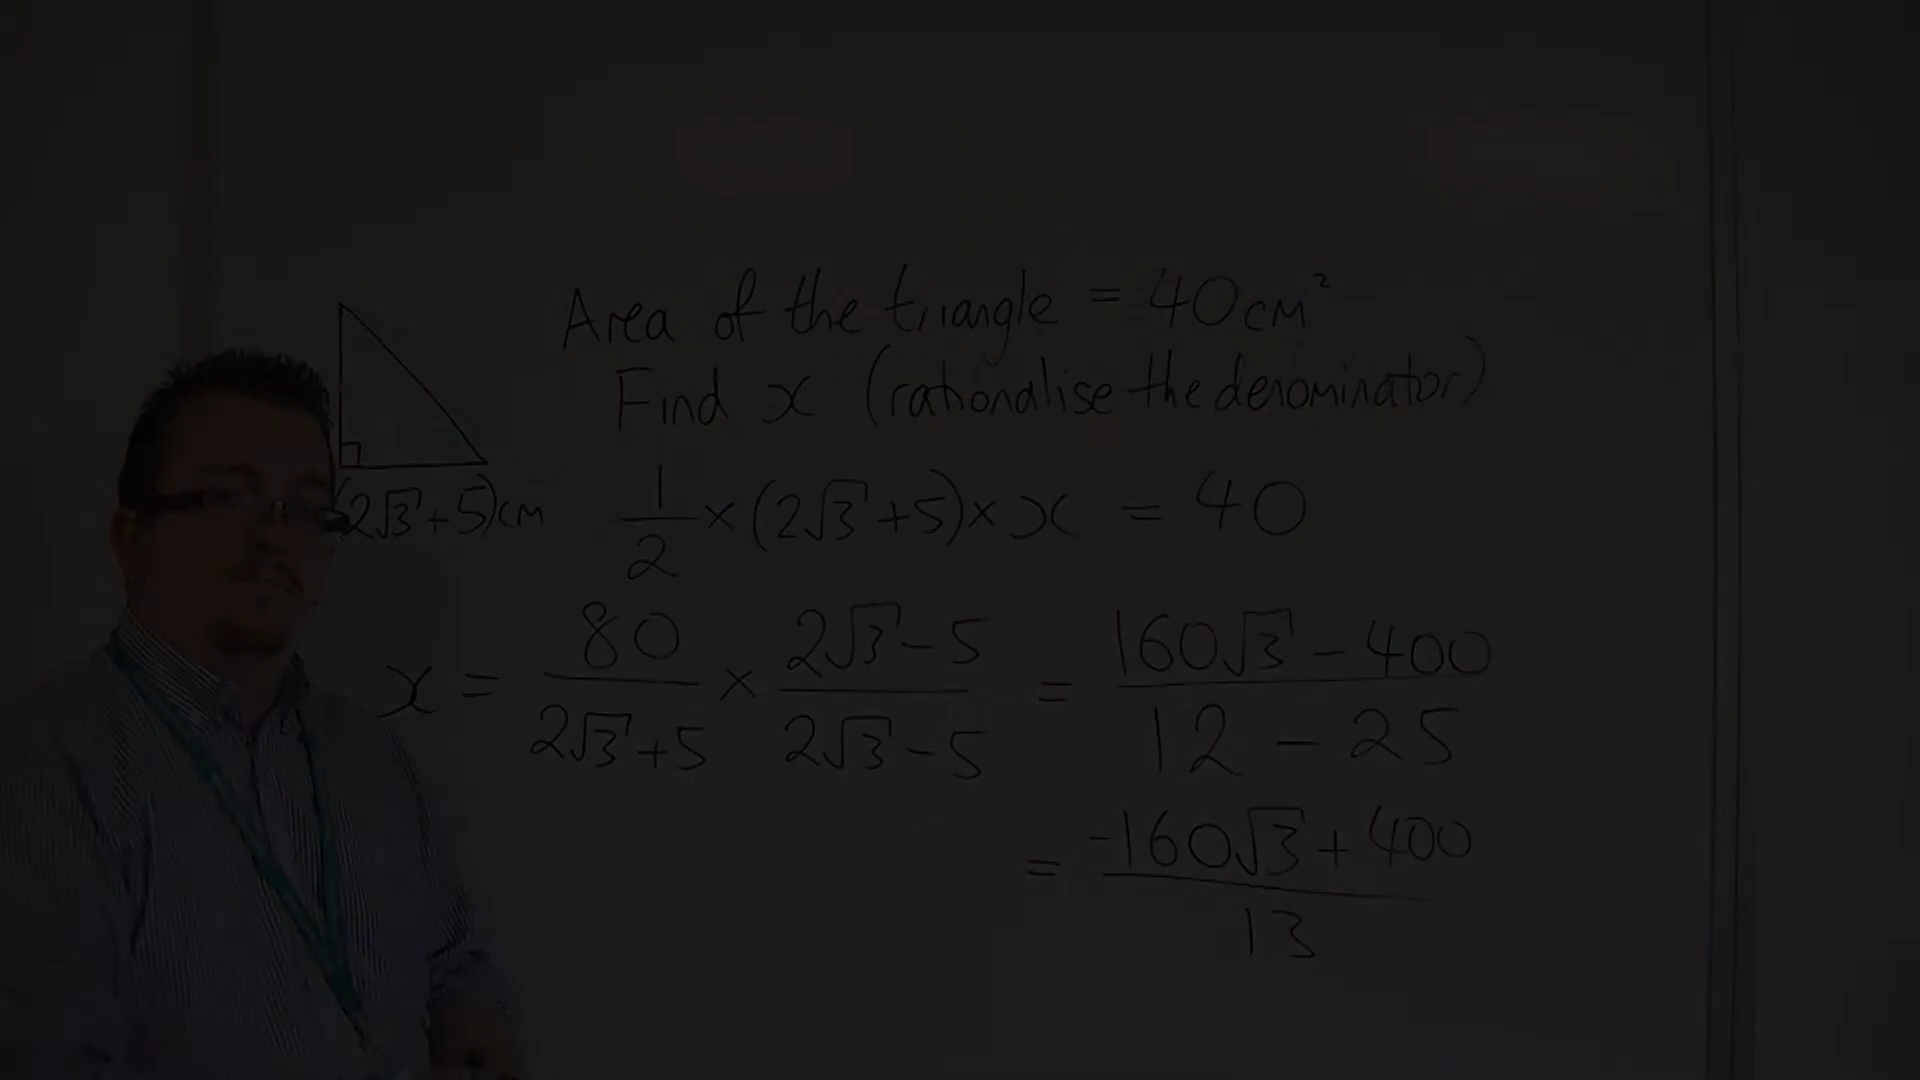 Area of the triangle = 40cm²
Find x (rationalise the denominator)
(2√3+5)cm
1/2 × (2√3+5) × x = 40
x = 80/(2√3+5) × (2√3-5)/(2√3-5) = (160√3-400)/(12-25)
= (-160√3+400)/13